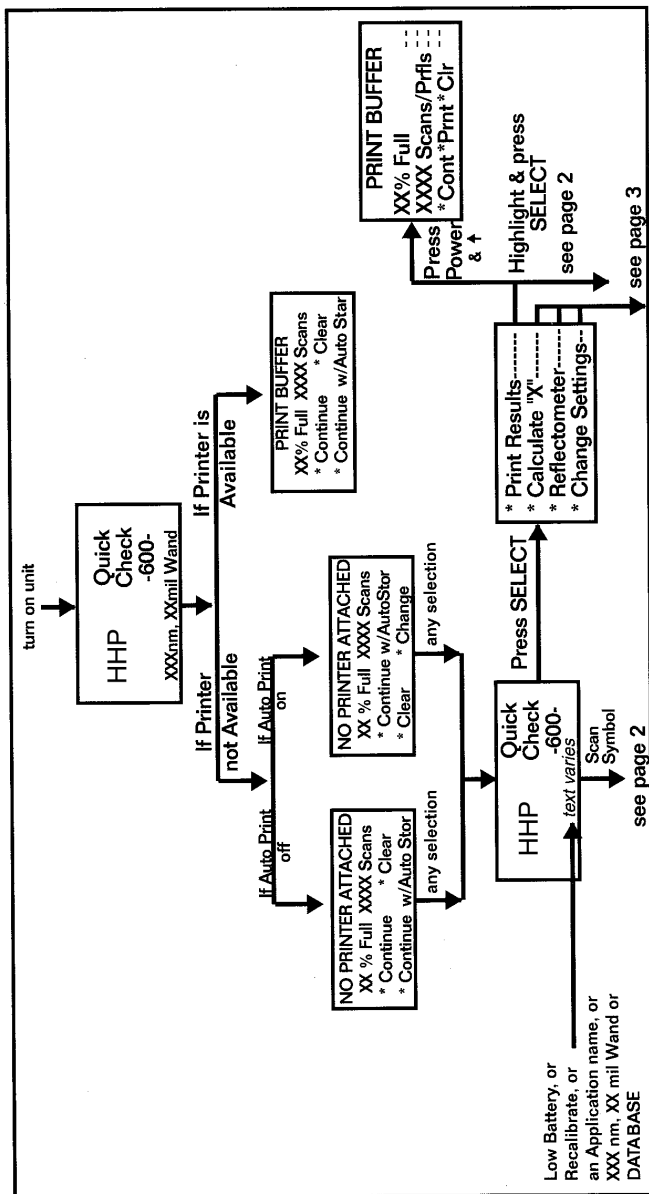 turn on unit
HHP
Quick
Check
-600-
XXXnm, XXmil Wand
If Printer
not Available
If Printer is
Available
If Auto Print
off
If Auto Print
on
NO PRINTER ATTACHED
XX % Full XXXX Scans
* Continue * Clear
* Continue w/Auto Stor
NO PRINTER ATTACHED
XX % Full XXXX Scans
* Continue w/AutoStor
* Clear * Change
PRINT BUFFER
XX% Full XXXX Scans
* Continue * Clear
* Continue w/Auto Star
any selection
any selection
Low Battery, or
Recalibrate, or
an Application name, or
XXX nm, XX mil Wand or
DATABASE
HHP
Quick
Check
-600-
text varies
Scan
Symbol
see page 2
Press SELECT
* Print Results-------
* Calculate "X"-------
* Reflectometer------
* Change Settings--
Press
Power
& ↑
PRINT BUFFER
XX% Full
XXXX Scans/Prfls
* Cont *Prnt *Clr
Highlight & press
SELECT
see page 2
see page 3